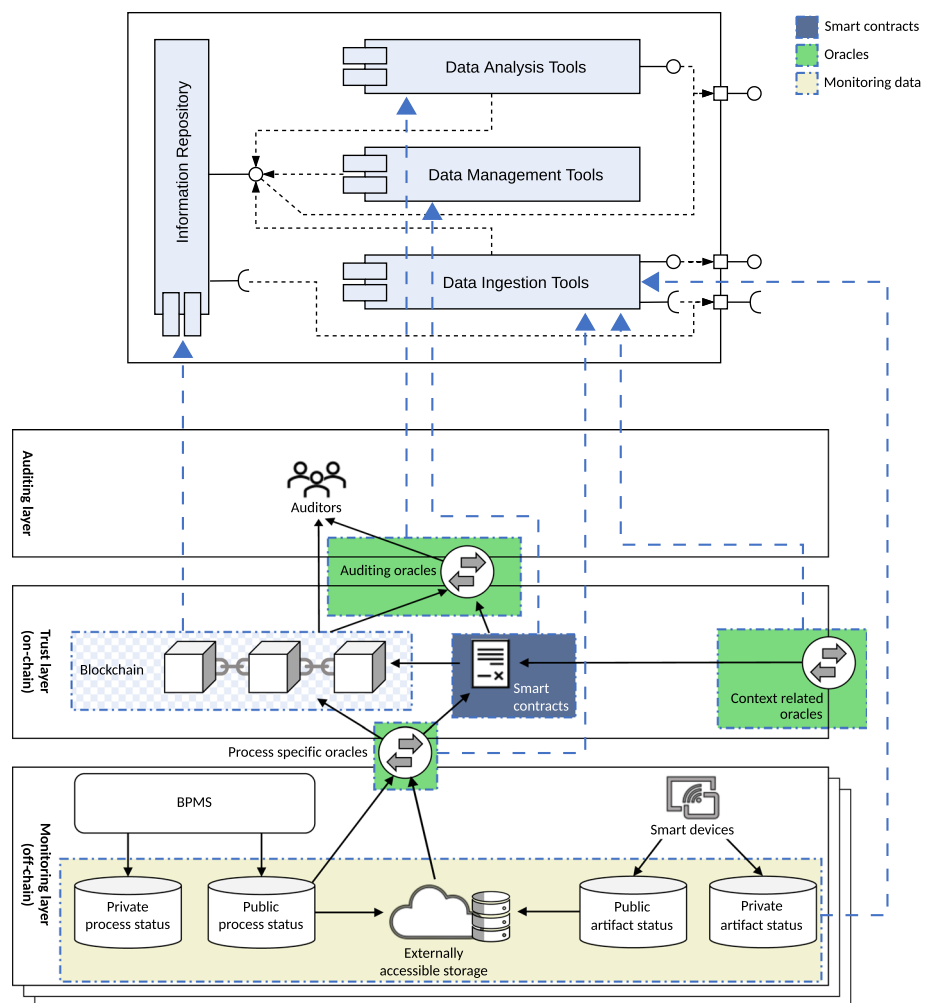 Smart contracts
Oracles
Monitoring data
Information Repository
Data Analysis Tools
Data Management Tools
Data Ingestion Tools
Auditing layer
Auditors
Auditing oracles
Trust layer
(on-chain)
Blockchain
Smart
contracts
Context related
oracles
Process specific oracles
Monitoring layer
(off-chain)
BPMS
Smart devices
Private
process status
Public
process status
Externally
accessible storage
Public
artifact status
Private
artifact status